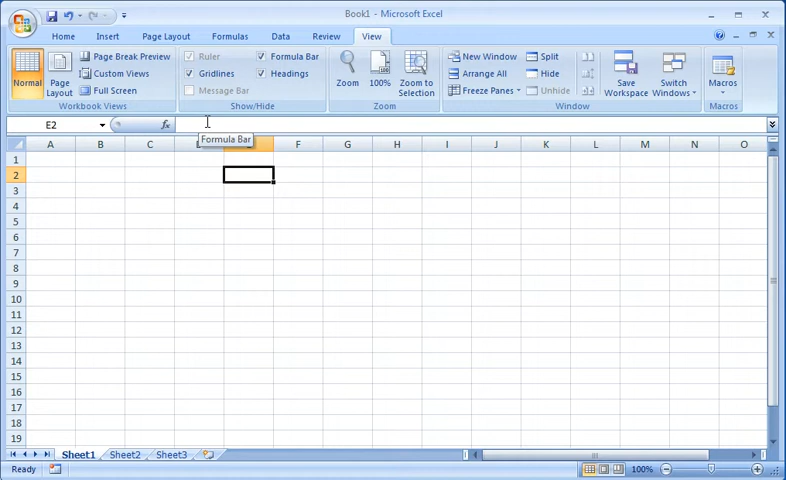 Book1 - Microsoft Excel
Home Insert Page Layout Formulas Data Review View
Normal
Page Layout
Page Break Preview
Custom Views
Full Screen
Workbook Views
Ruler
Gridlines
Message Bar
Formula Bar
Headings
Show/Hide
Zoom
100%
Zoom to Selection
Zoom
New Window
Arrange All
Freeze Panes
Split
Hide
Unhide
Save Workspace
Switch Windows
Window
Macros
Macros
E2 fx
Formula Bar
A B C F G H I J K L M N O
1
2
3
4
5
6
7
8
9
10
11
12
13
14
15
16
17
18
19
Sheet1 Sheet2 Sheet3
Ready 100%